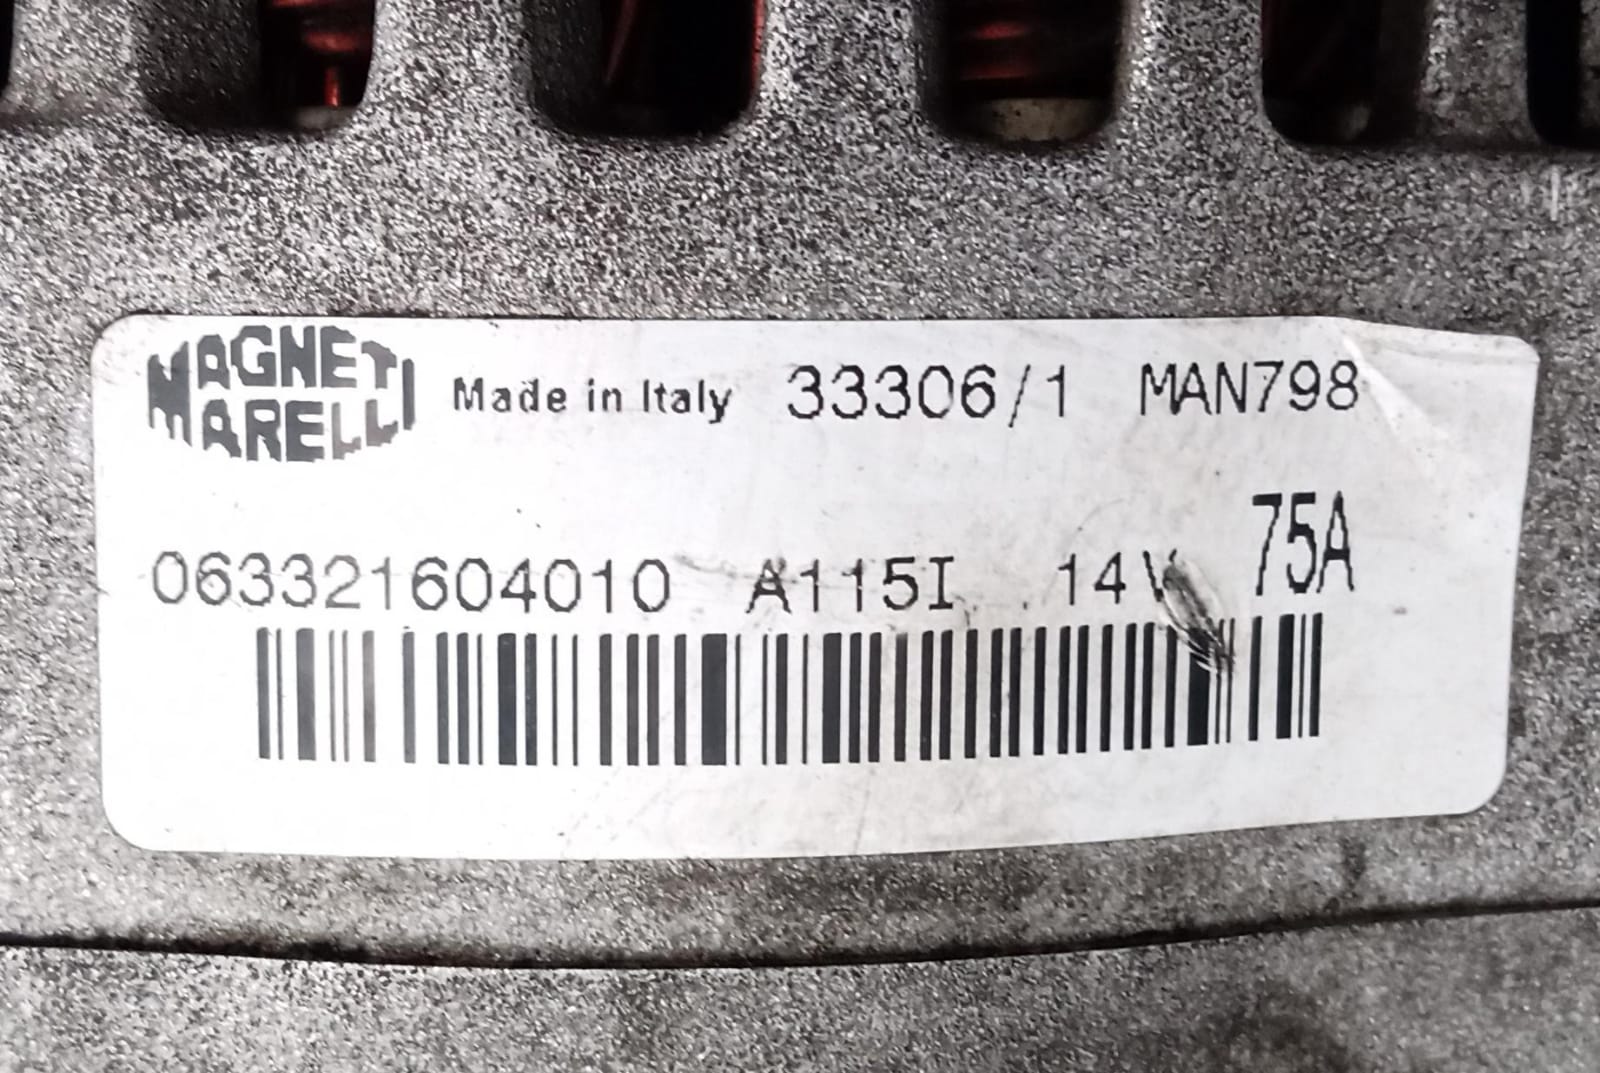 MAGNETI MARELLI Made in Italy 33306/1 MAN798
063321604010 A115I 14V 75A